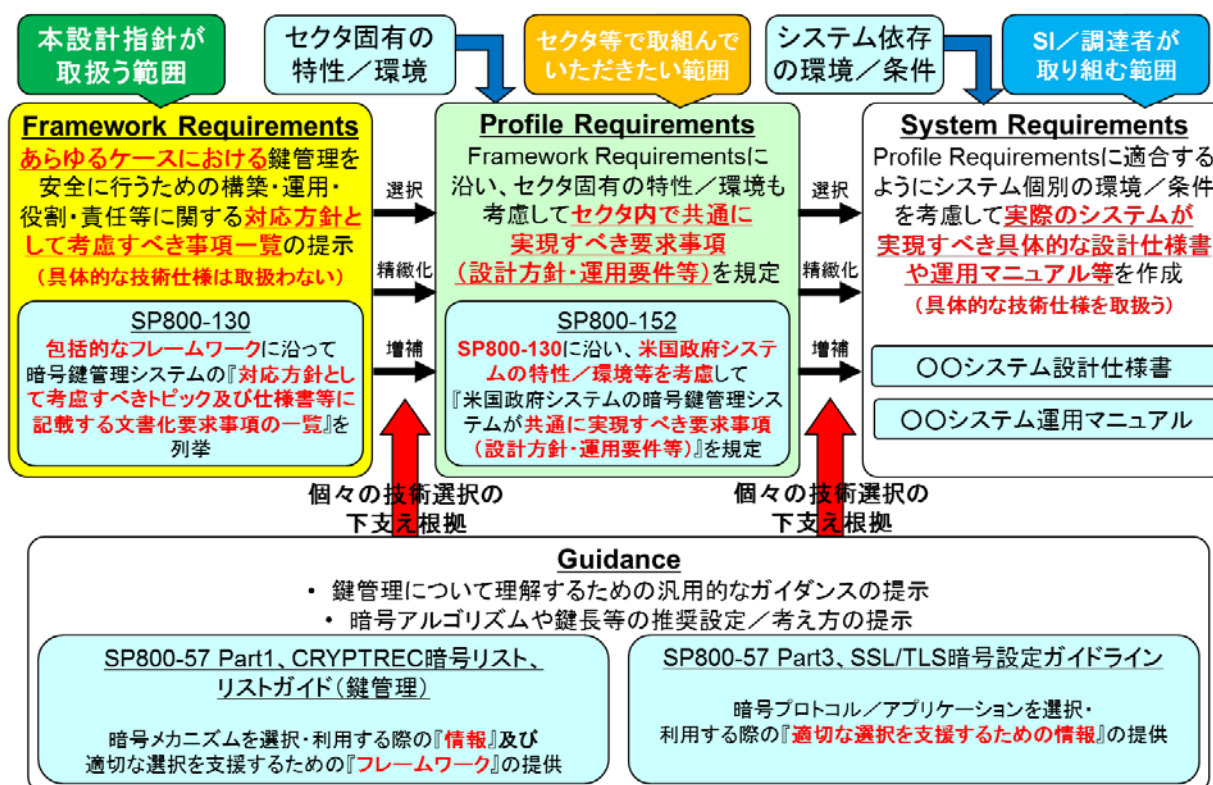 本設計指針が
取扱う範囲
セクタ固有の
特性／環境
セクタ等で取組んで
いただきたい範囲
システム依存
の環境／条件
SI／調達者が
取り組む範囲
Framework Requirements
あらゆるケースにおける鍵管理を
安全に行うための構築・運用・
役割・責任等に関する対応方針と
して考慮すべき事項一覧の提示
（具体的な技術仕様は取扱わない）
SP800-130
包括的なフレームワークに沿って
暗号鍵管理システムの『対応方針とし
て考慮すべきトピック及び仕様書等に
記載する文書化要求事項の一覧』を
列挙
選択
精緻化
増補
Profile Requirements
Framework Requirementsに
沿い、セクタ固有の特性／環境も
考慮してセクタ内で共通に
実現すべき要求事項
（設計方針・運用要件等）を規定
SP800-152
SP800-130に沿い、米国政府システ
ムの特性／環境等を考慮して
『米国政府システムの暗号鍵管理シス
テムが共通に実現すべき要求事項
（設計方針・運用要件等）』を規定
選択
精緻化
増補
System Requirements
Profile Requirementsに適合する
ようにシステム個別の環境／条件
を考慮して実際のシステムが
実現すべき具体的な設計仕様書
や運用マニュアル等を作成
（具体的な技術仕様を取扱う）
〇〇システム設計仕様書
〇〇システム運用マニュアル
個々の技術選択の
下支え根拠
個々の技術選択の
下支え根拠
Guidance
• 鍵管理について理解するための汎用的なガイダンスの提示
• 暗号アルゴリズムや鍵長等の推奨設定／考え方の提示
SP800-57 Part1、CRYPTREC暗号リスト、
リストガイド（鍵管理）
暗号メカニズムを選択・利用する際の『情報』及び
適切な選択を支援するための『フレームワーク』の提供
SP800-57 Part3、SSL/TLS暗号設定ガイドライン
暗号プロトコル／アプリケーションを選択・
利用する際の『適切な選択を支援するための情報』の提供